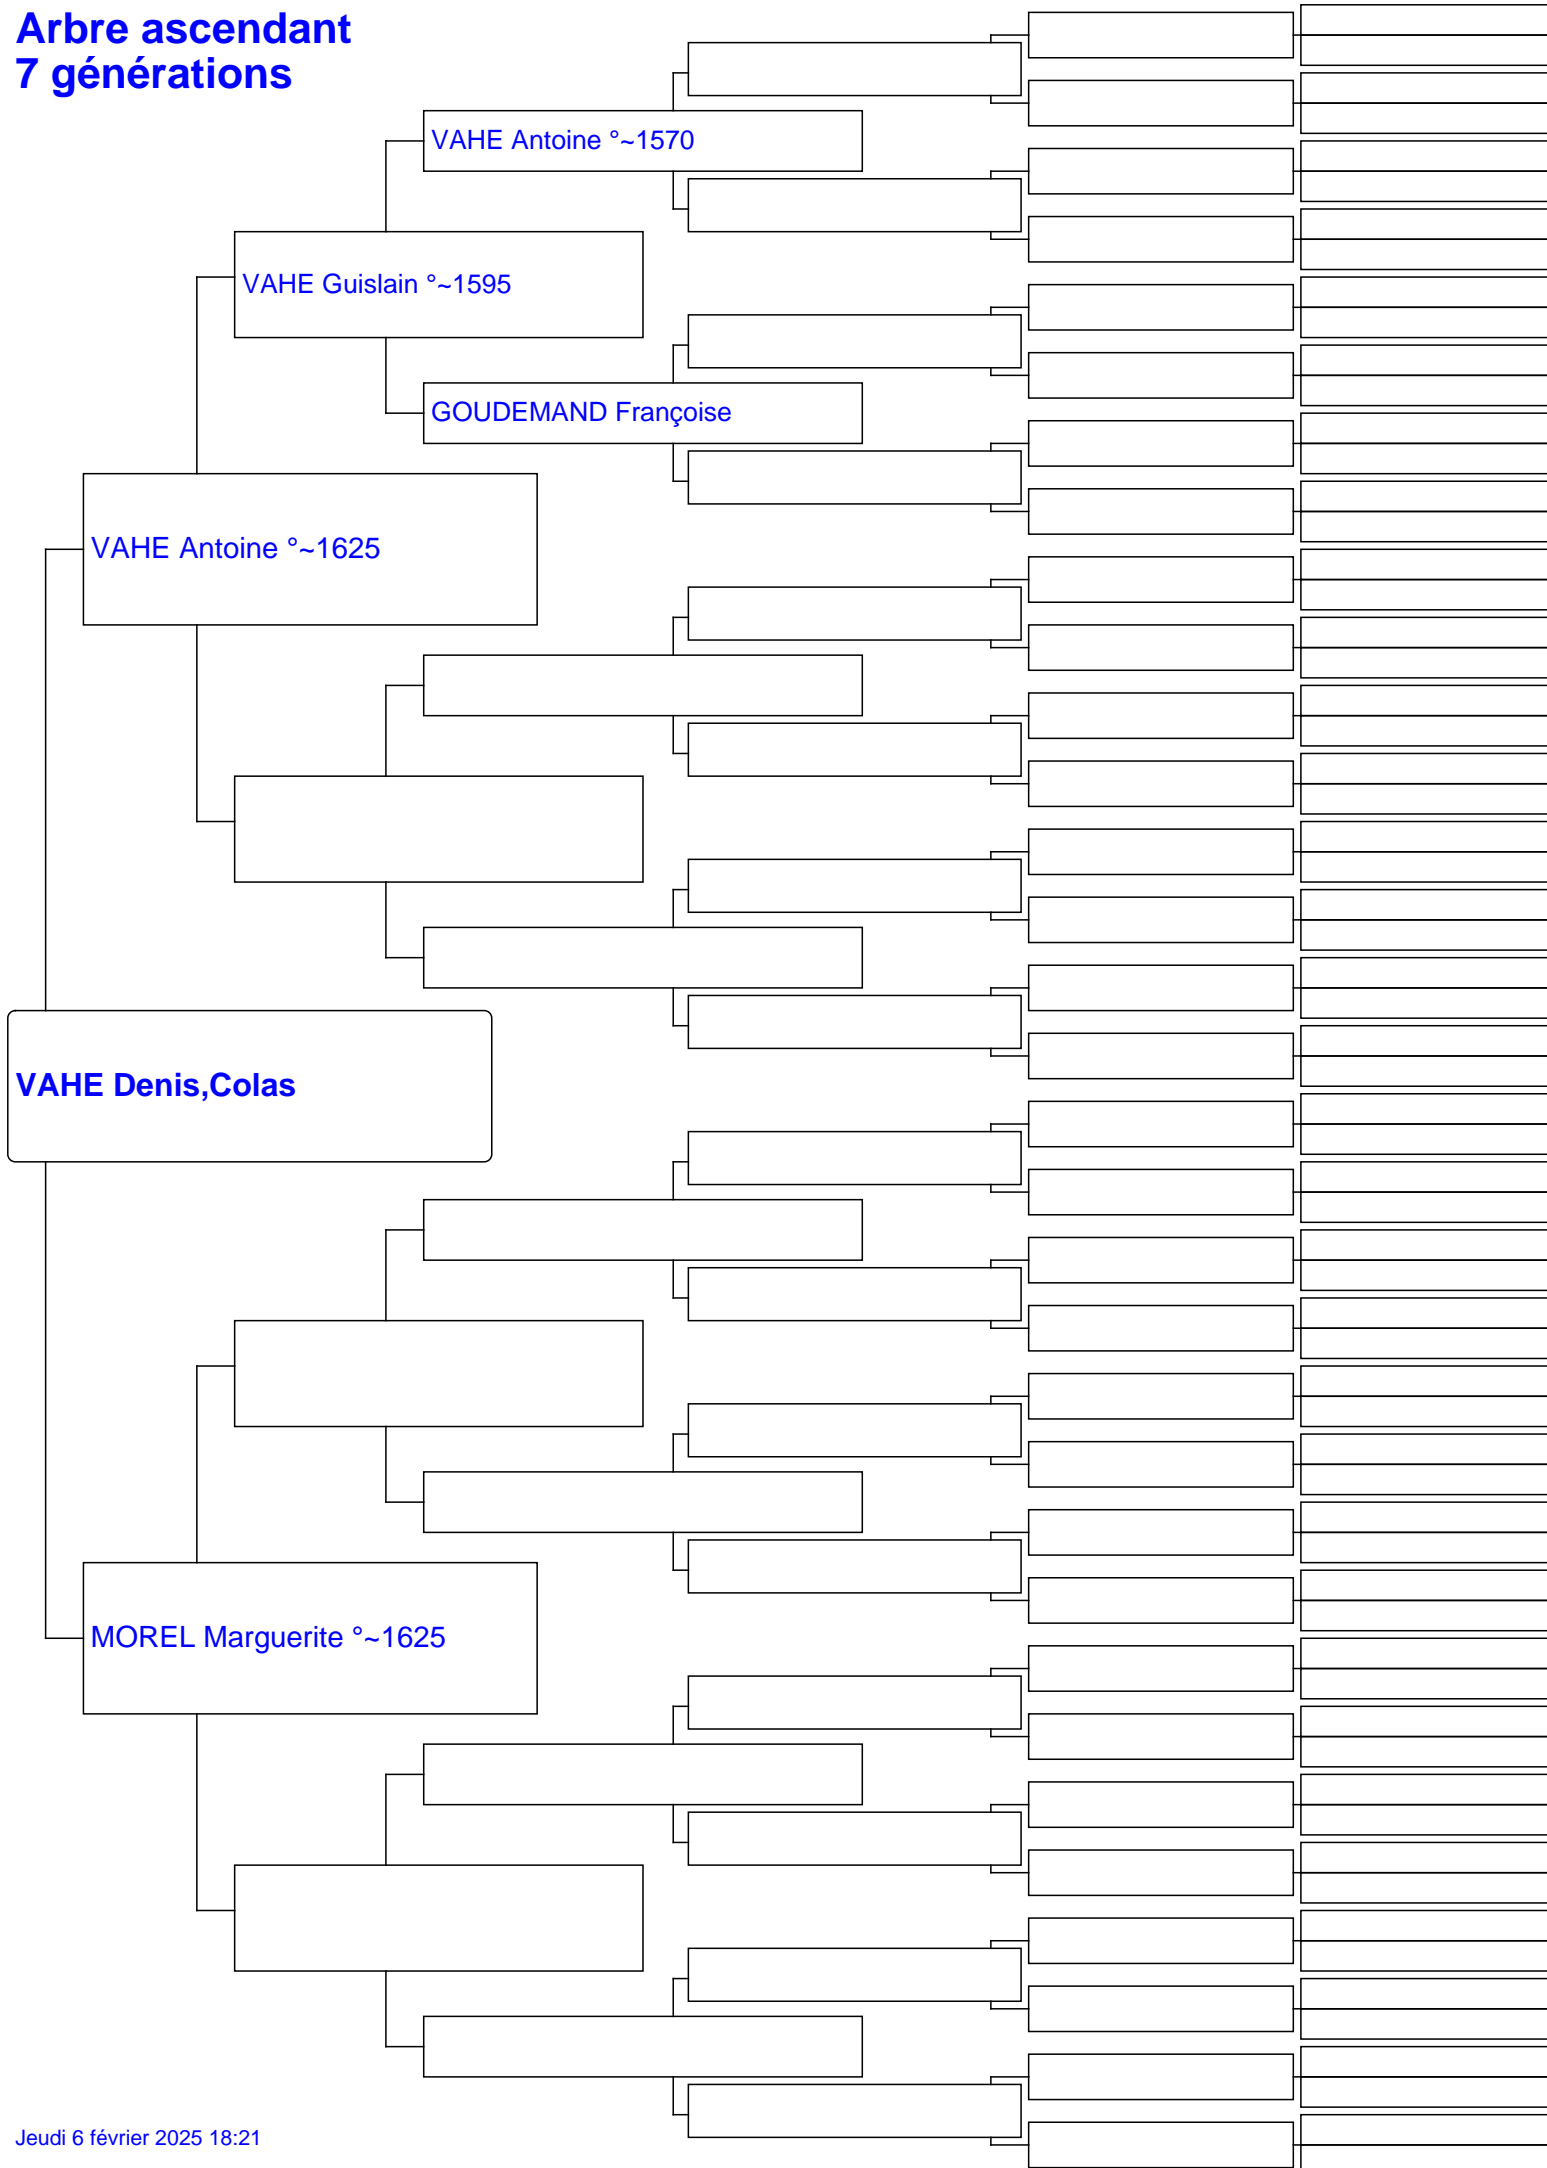 Arbre ascendant
7 générations
VAHE Antoine °~1570
VAHE Guislain °~1595
GOUDEMAND Françoise
VAHE Antoine °~1625
VAHE Denis,Colas
MOREL Marguerite °~1625
Jeudi 6 février 2025 18:21